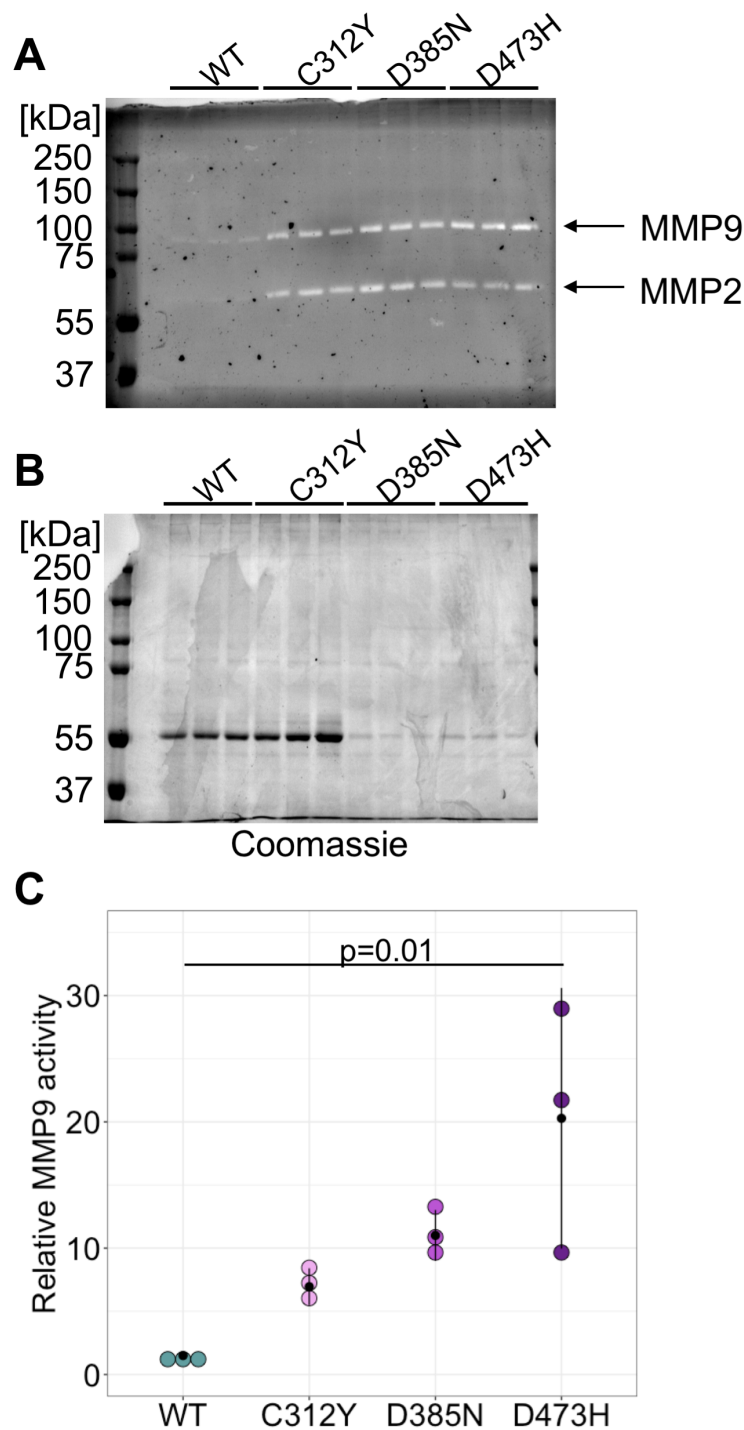 A
WT C312Y D385N D473H
[kDa]
250
150
100
75
55
37
MMP9
MMP2
B
WT C312Y D385N D473H
[kDa]
250
150
100
75
55
37
Coomassie
C
p=0.01
Relative MMP9 activity
30
20
10
0
WT C312Y D385N D473H